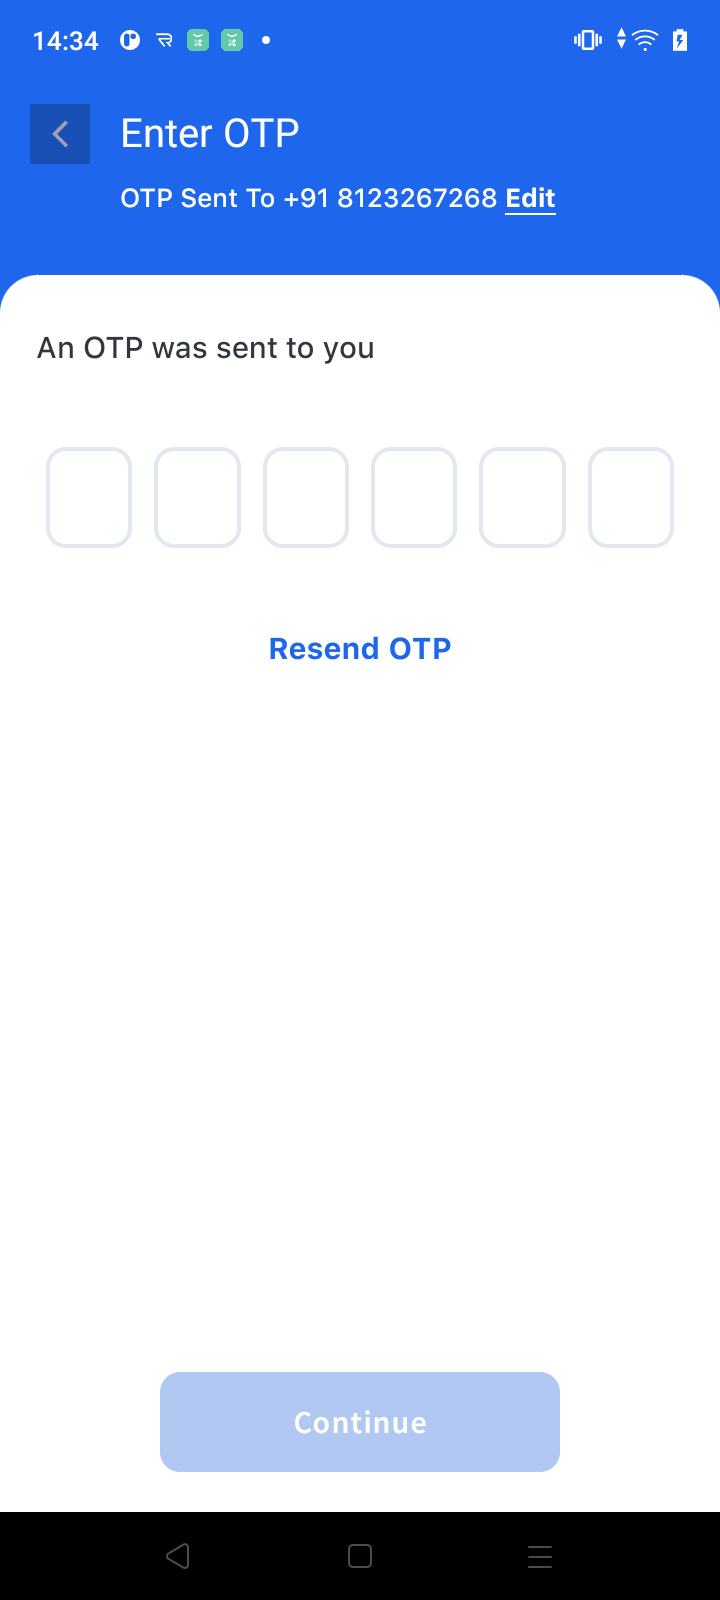 14:34
Enter OTP
OTP Sent To +91 8123267268 Edit
An OTP was sent to you
Resend OTP
Continue